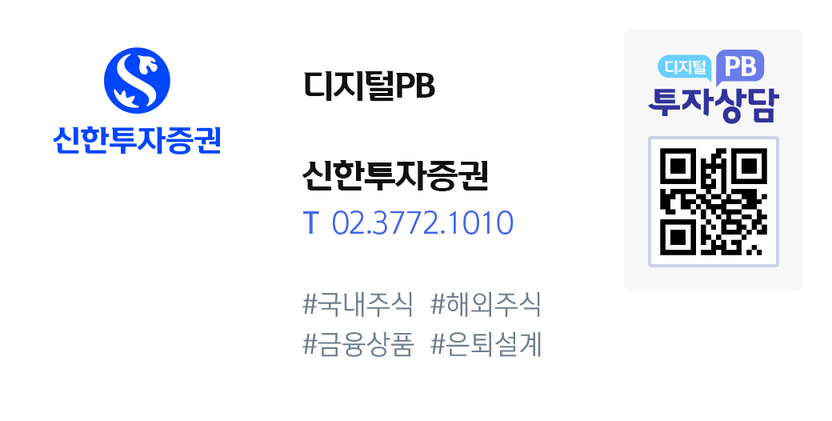 신한투자증권
디지털PB
신한투자증권
T 02.3772.1010
#국내주식 #해외주식
#금융상품 #은퇴설계
디지털 PB
투자상담